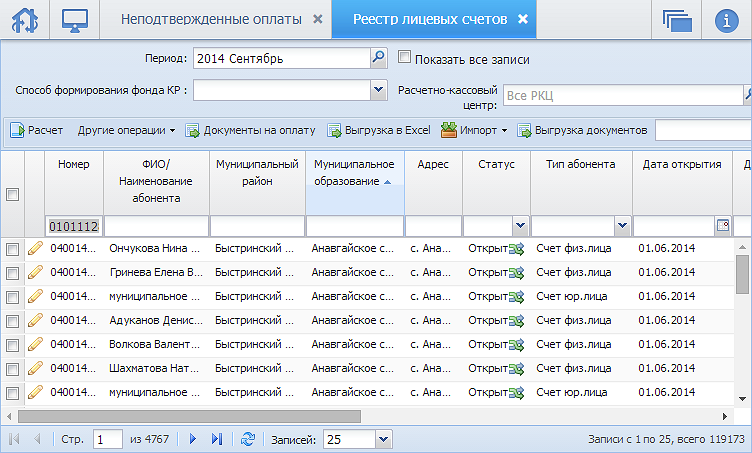 Неподтвержденные оплаты Реестр лицевых счетов
Период: 2014 Сентябрь Показать все записи
Способ формирования фонда КР : Расчетно-кассовый центр: Все РКЦ
Расчет Другие операции Документы на оплату Выгрузка в Excel Импорт Выгрузка документов
Номер ФИО/ Наименование абонента Муниципальный район Муниципальное образование Адрес Статус Тип абонента Дата открытия Д
0101112
040014... Ончукова Нина ... Быстринский ... Анавгайское с... с. Ана... Открыт Счет физ.лица 01.06.2014
040014... Гринева Елена В... Быстринский ... Анавгайское с... с. Ана... Открыт Счет физ.лица 01.06.2014
040014... муниципальное ... Быстринский ... Анавгайское с... с. Ана... Открыт Счет юр.лица 01.06.2014
040014... Адуканов Денис... Быстринский ... Анавгайское с... с. Ана... Открыт Счет физ.лица 01.06.2014
040014... Волкова Валент... Быстринский ... Анавгайское с... с. Ана... Открыт Счет физ.лица 01.06.2014
040014... Шахматова Нат... Быстринский ... Анавгайское с... с. Ана... Открыт Счет физ.лица 01.06.2014
040014... муниципальное ... Быстринский ... Анавгайское с... с. Ана... Открыт Счет юр.лица 01.06.2014
Стр. 1 из 4767 Записей: 25 Записи с 1 по 25, всего 119173